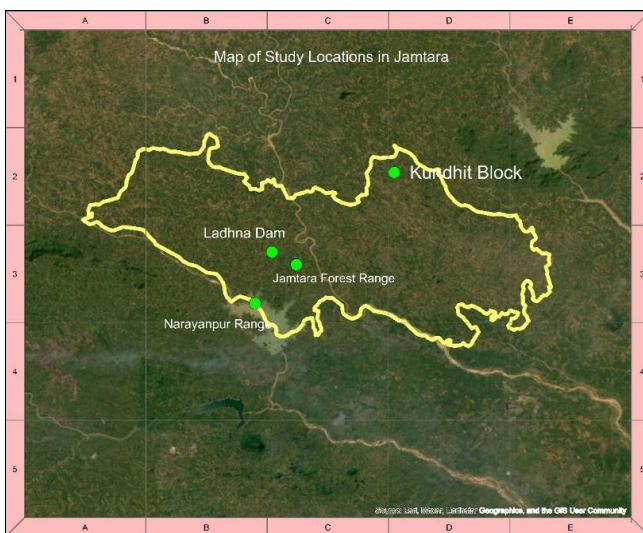 A B C D E
Map of Study Locations in Jamtara
1 1
2 2
Kundhit Block
Ladhna Dam
3 3
Jamtara Forest Range
Narayanpur Range
4 4
5 5
Geographics, and the GIS User Community
A B C D E